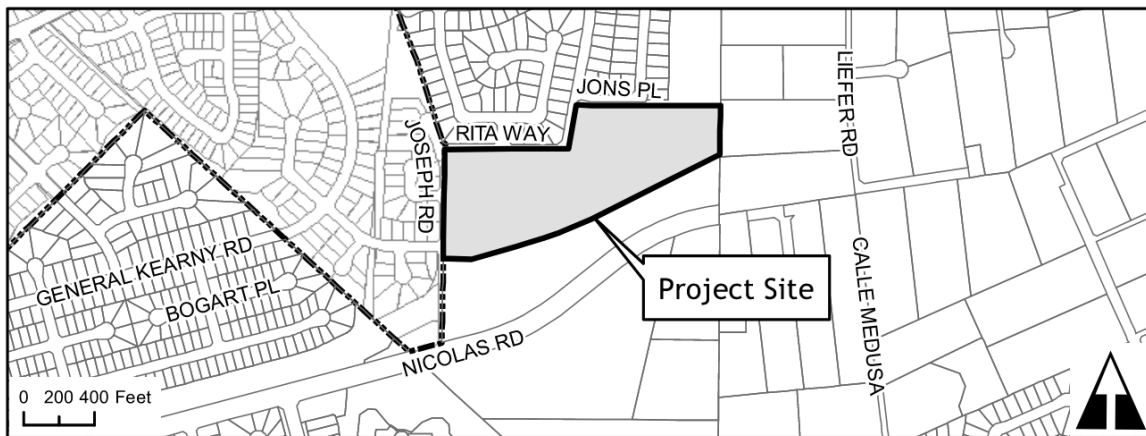 JONS PL
LIEFER RD
RITA WAY
JOSEPH RD
GENERAL KEARNY RD
BOGART PL
Project Site
CALLE MEDUSA
NICOLAS RD
0 200 400 Feet